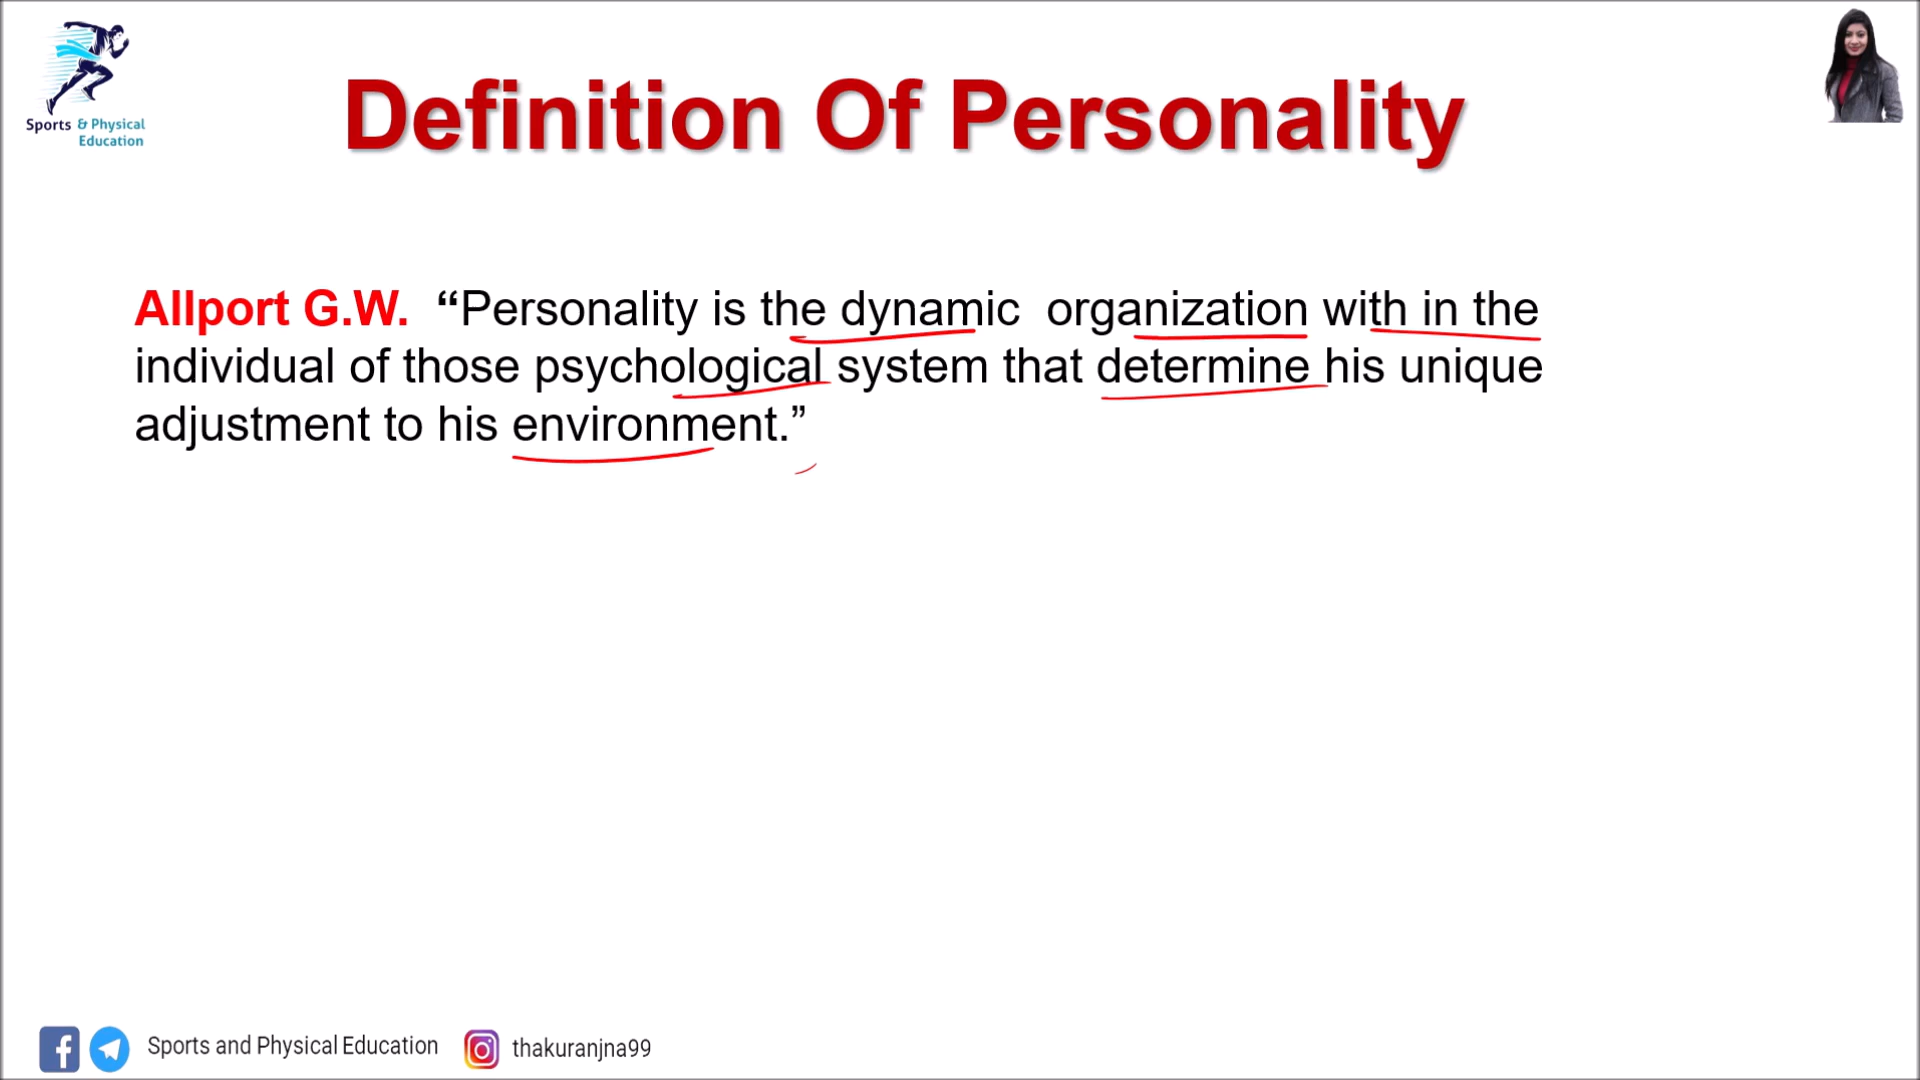 Sports & Physical
Education
Definition Of Personality
Allport G.W. “Personality is the dynamic organization with in the
individual of those psychological system that determine his unique
adjustment to his environment.”
Sports and Physical Education
thakuranjna99